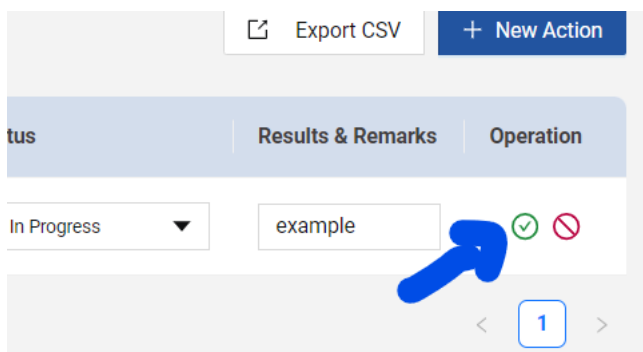 Export CSV
+ New Action
tus
Results & Remarks
Operation
In Progress
example
< 1 >